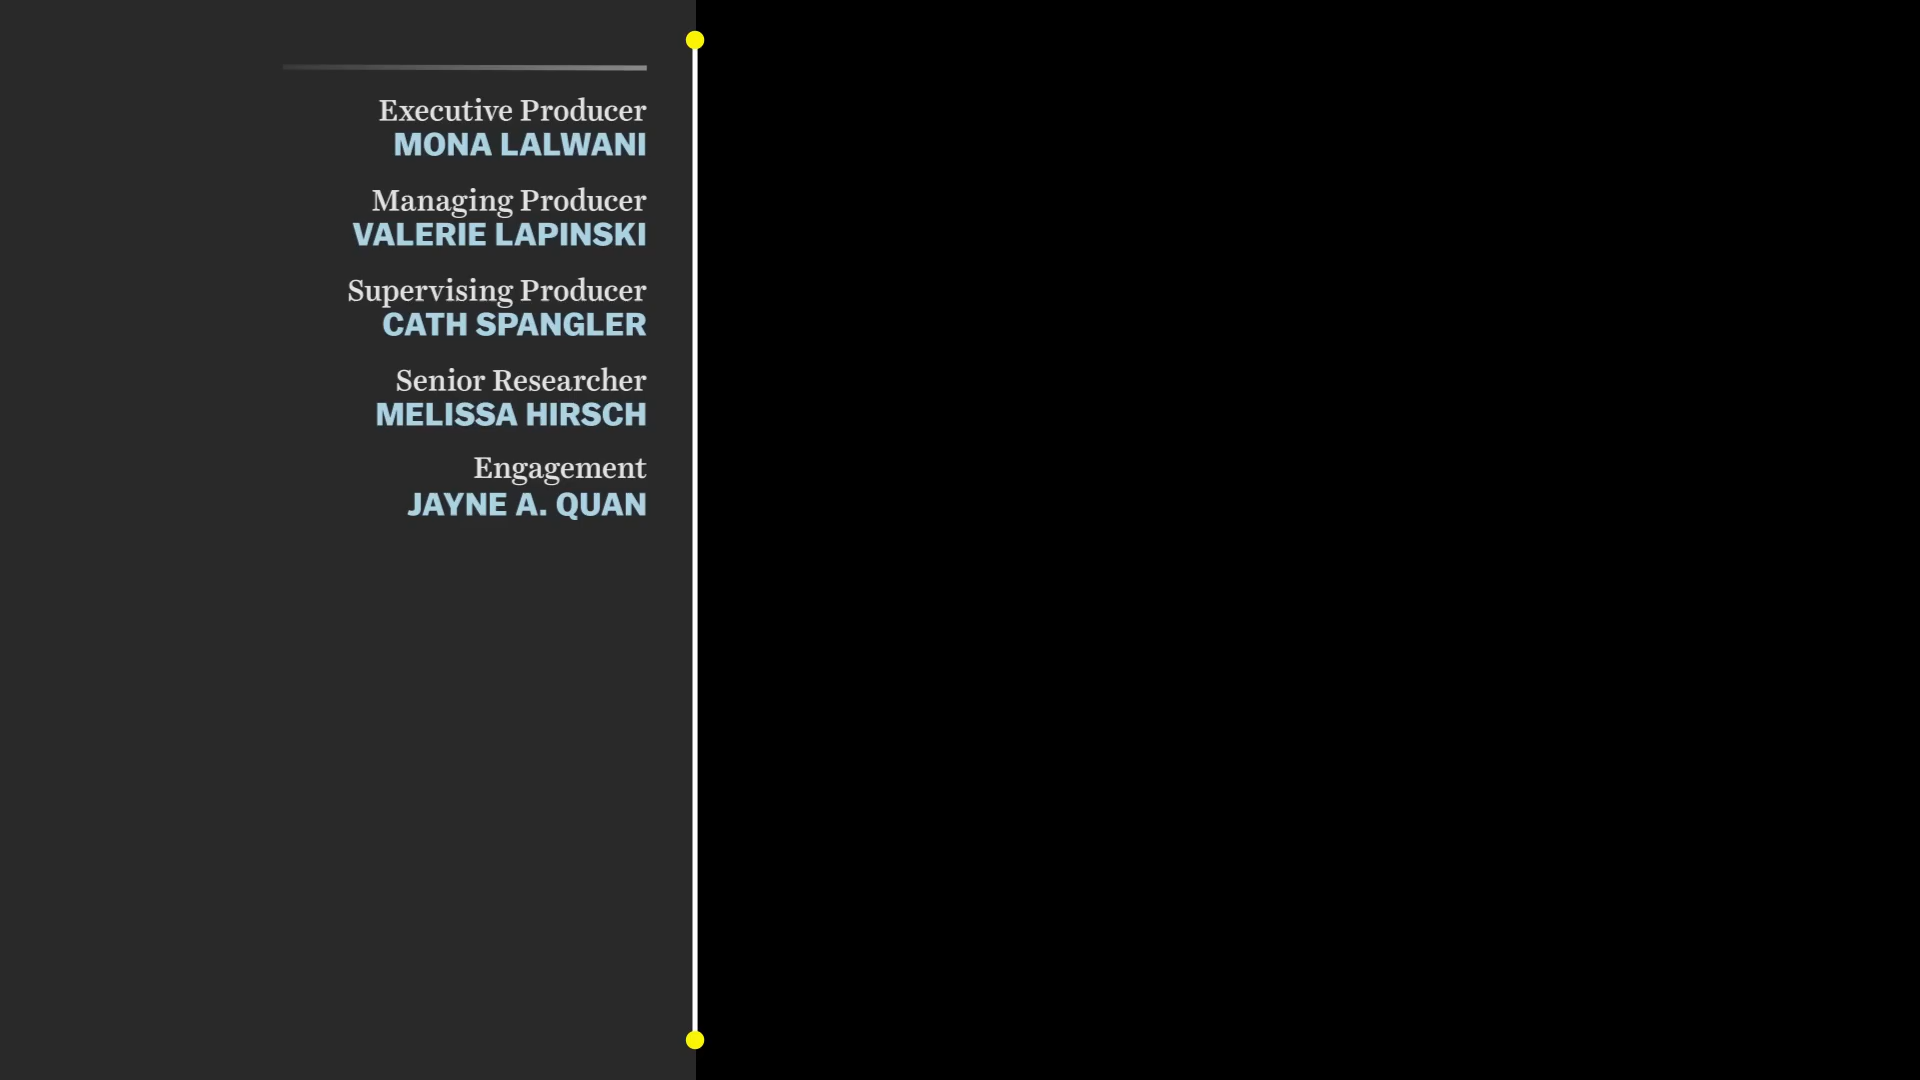 Executive Producer
MONA LALWANI
Managing Producer
VALERIE LAPINSKI
Supervising Producer
CATH SPANGLER
Senior Researcher
MELISSA HIRSCH
Engagement
JAYNE A. QUAN